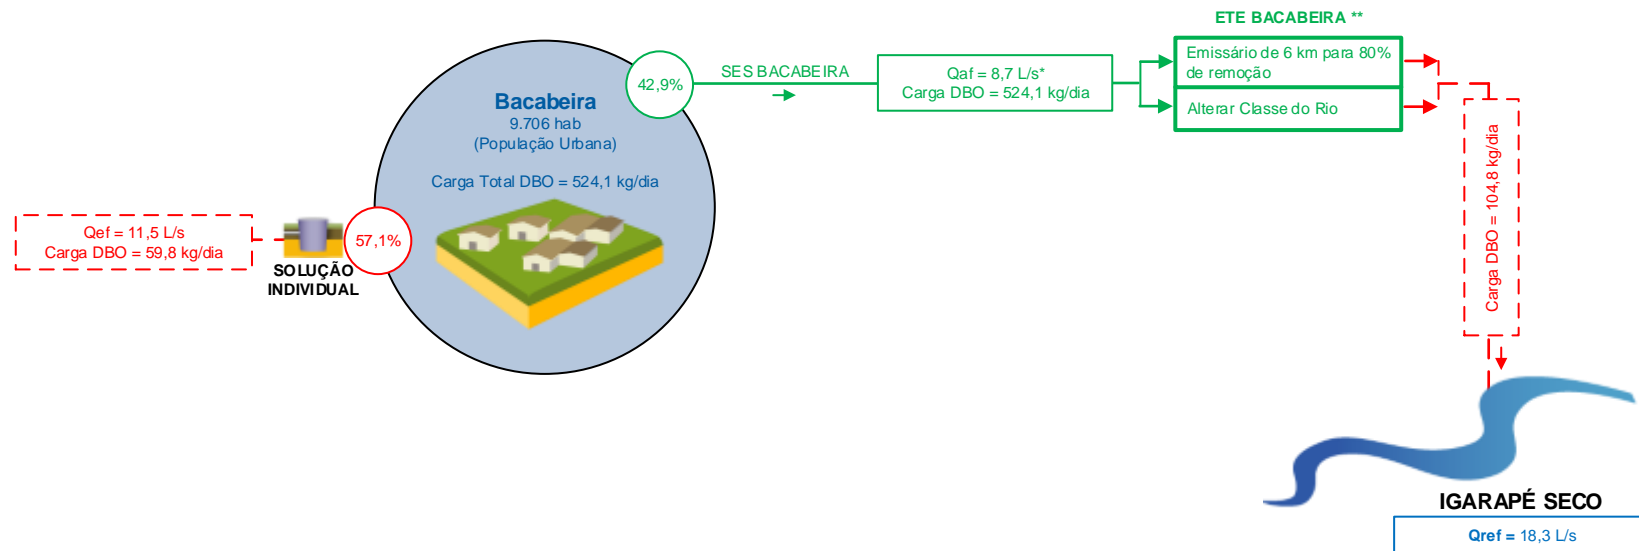 ETE BACABEIRA **
Emissário de 6 km para 80%
de remoção
Alterar Classe do Rio
SES BACABEIRA
Qaf = 8,7 L/s*
Carga DBO = 524,1 kg/dia
42,9%
Bacabeira
9.706 hab
(População Urbana)
Carga Total DBO = 524,1 kg/dia
57,1%
Qef = 11,5 L/s
Carga DBO = 59,8 kg/dia
SOLUÇÃO
INDIVIDUAL
Carga DBO = 104,8 kg/dia
IGARAPÉ SECO
Qref = 18,3 L/s